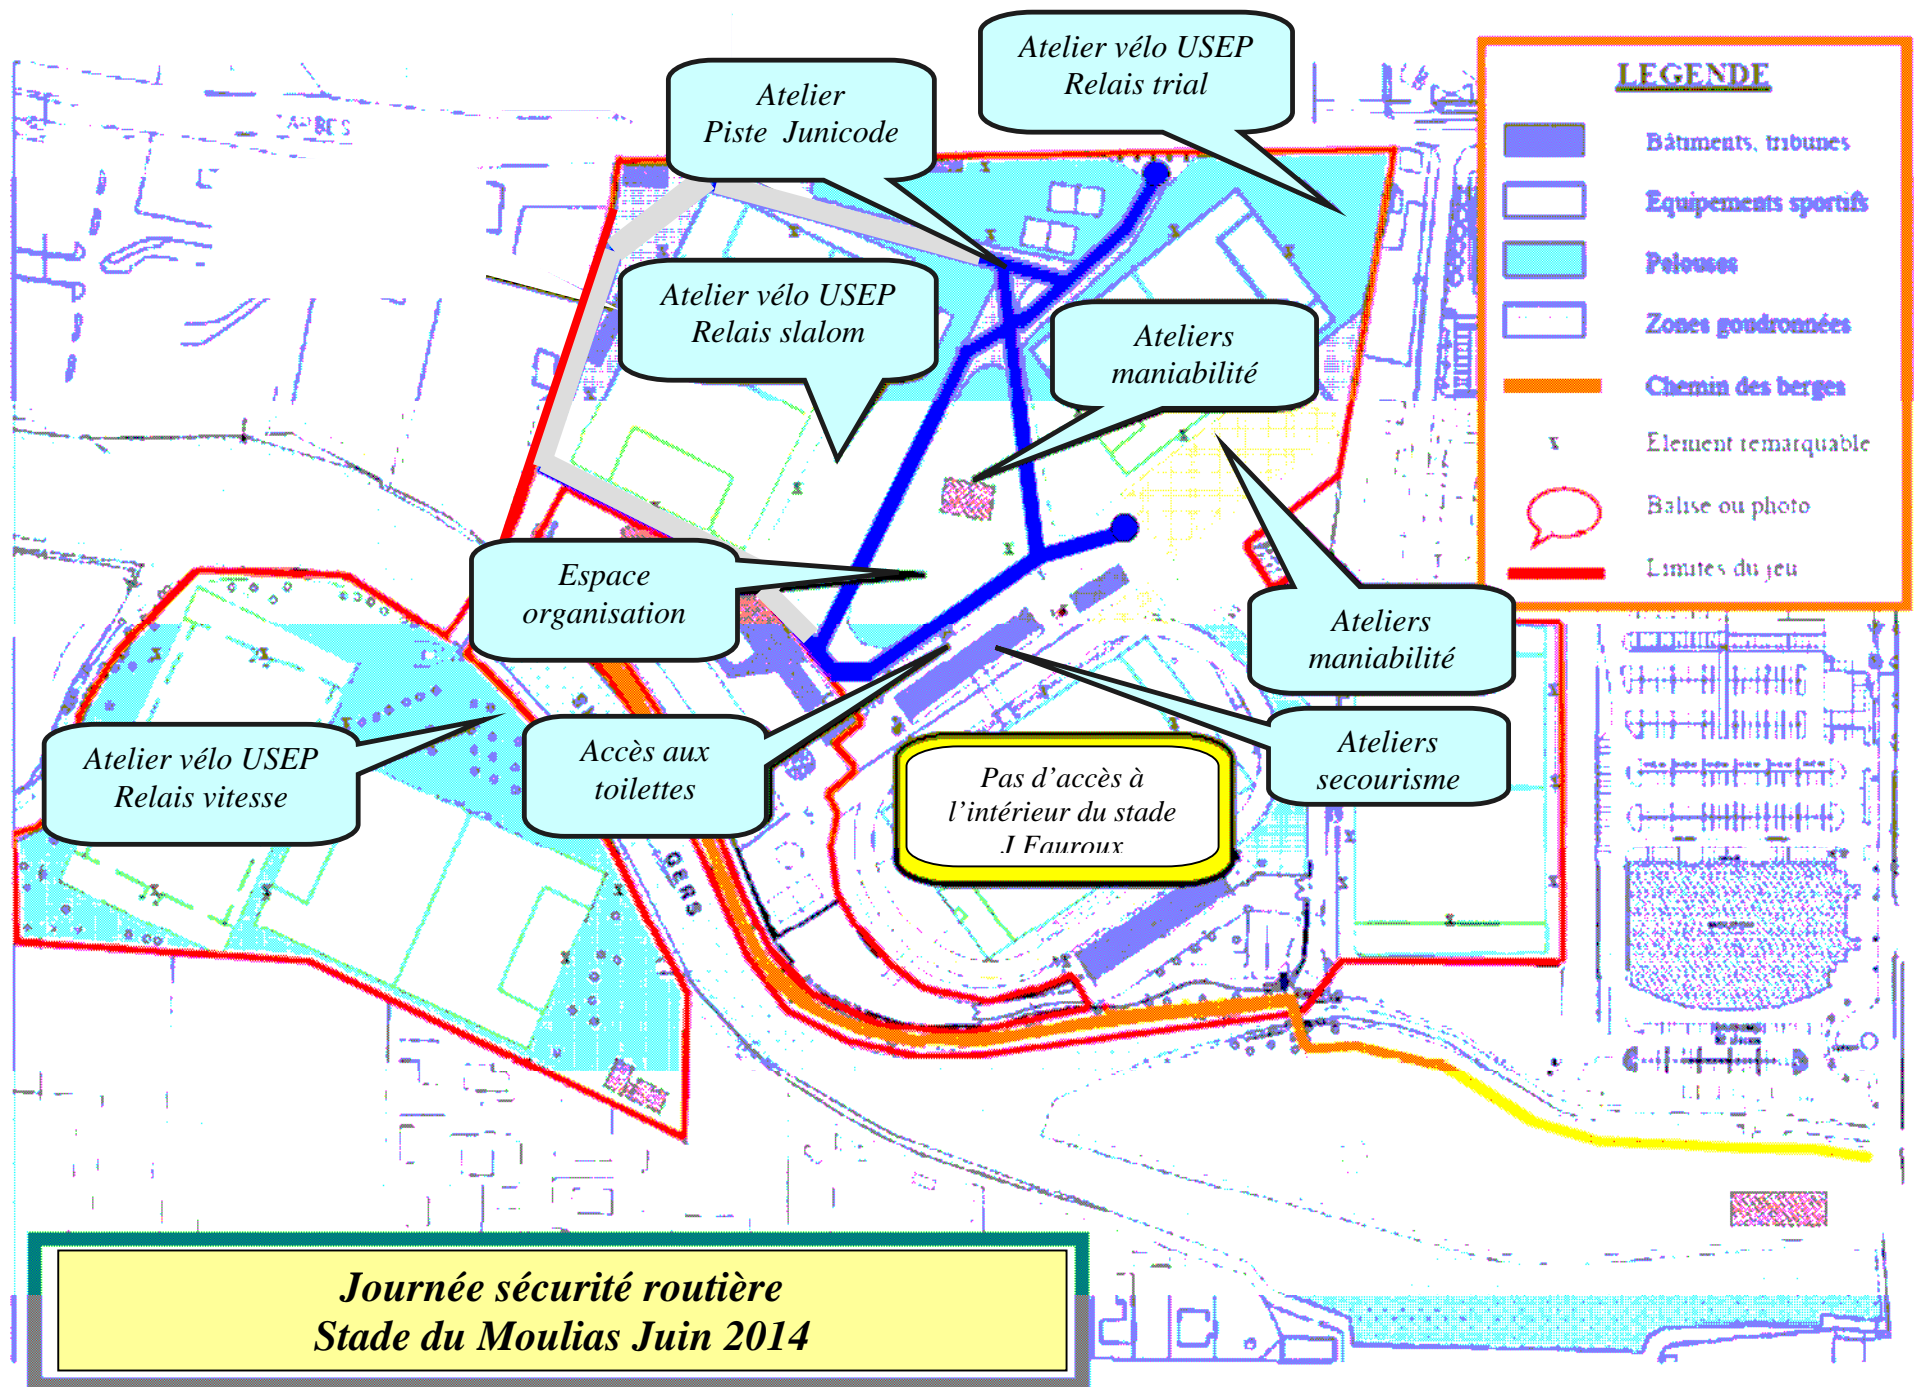 Atelier vélo USEP
Relais trial
Atelier
Piste Junicode
LEGENDE
Bâtiments, tribunes
Equipements sportifs
Pelouses
Zones goudronnées
Chemin des berges
x Element remarquable
Balise ou photo
Limites du jeu
TARBES
Atelier vélo USEP
Relais slalom
Ateliers
maniabilité
Espace
organisation
Ateliers
maniabilité
Atelier vélo USEP
Relais vitesse
Accès aux
toilettes
Ateliers
secourisme
Pas d'accès à
l'intérieur du stade
J Fauroux
GERS
Journée sécurité routière
Stade du Moulias Juin 2014